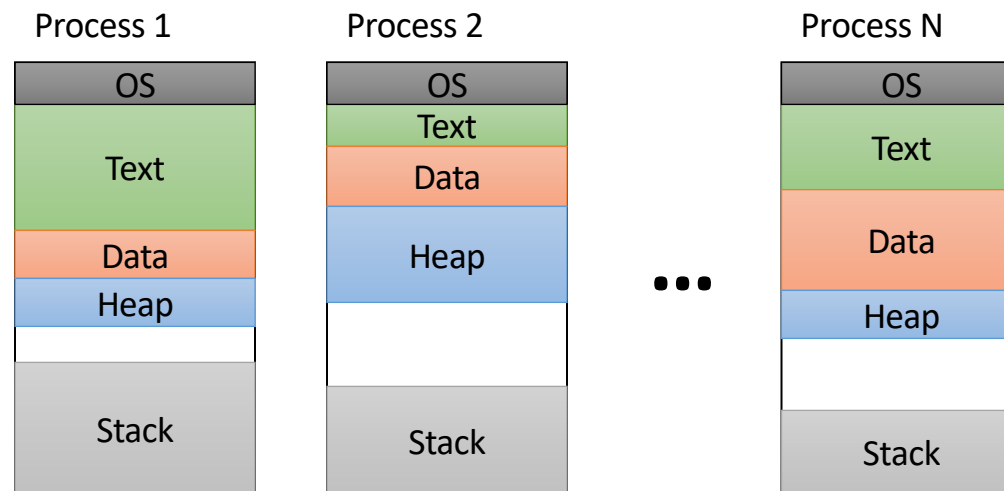 Process 1
OS
Text
Data
Heap
Stack
Process 2
OS
Text
Data
Heap
Stack
...
Process N
OS
Text
Data
Heap
Stack